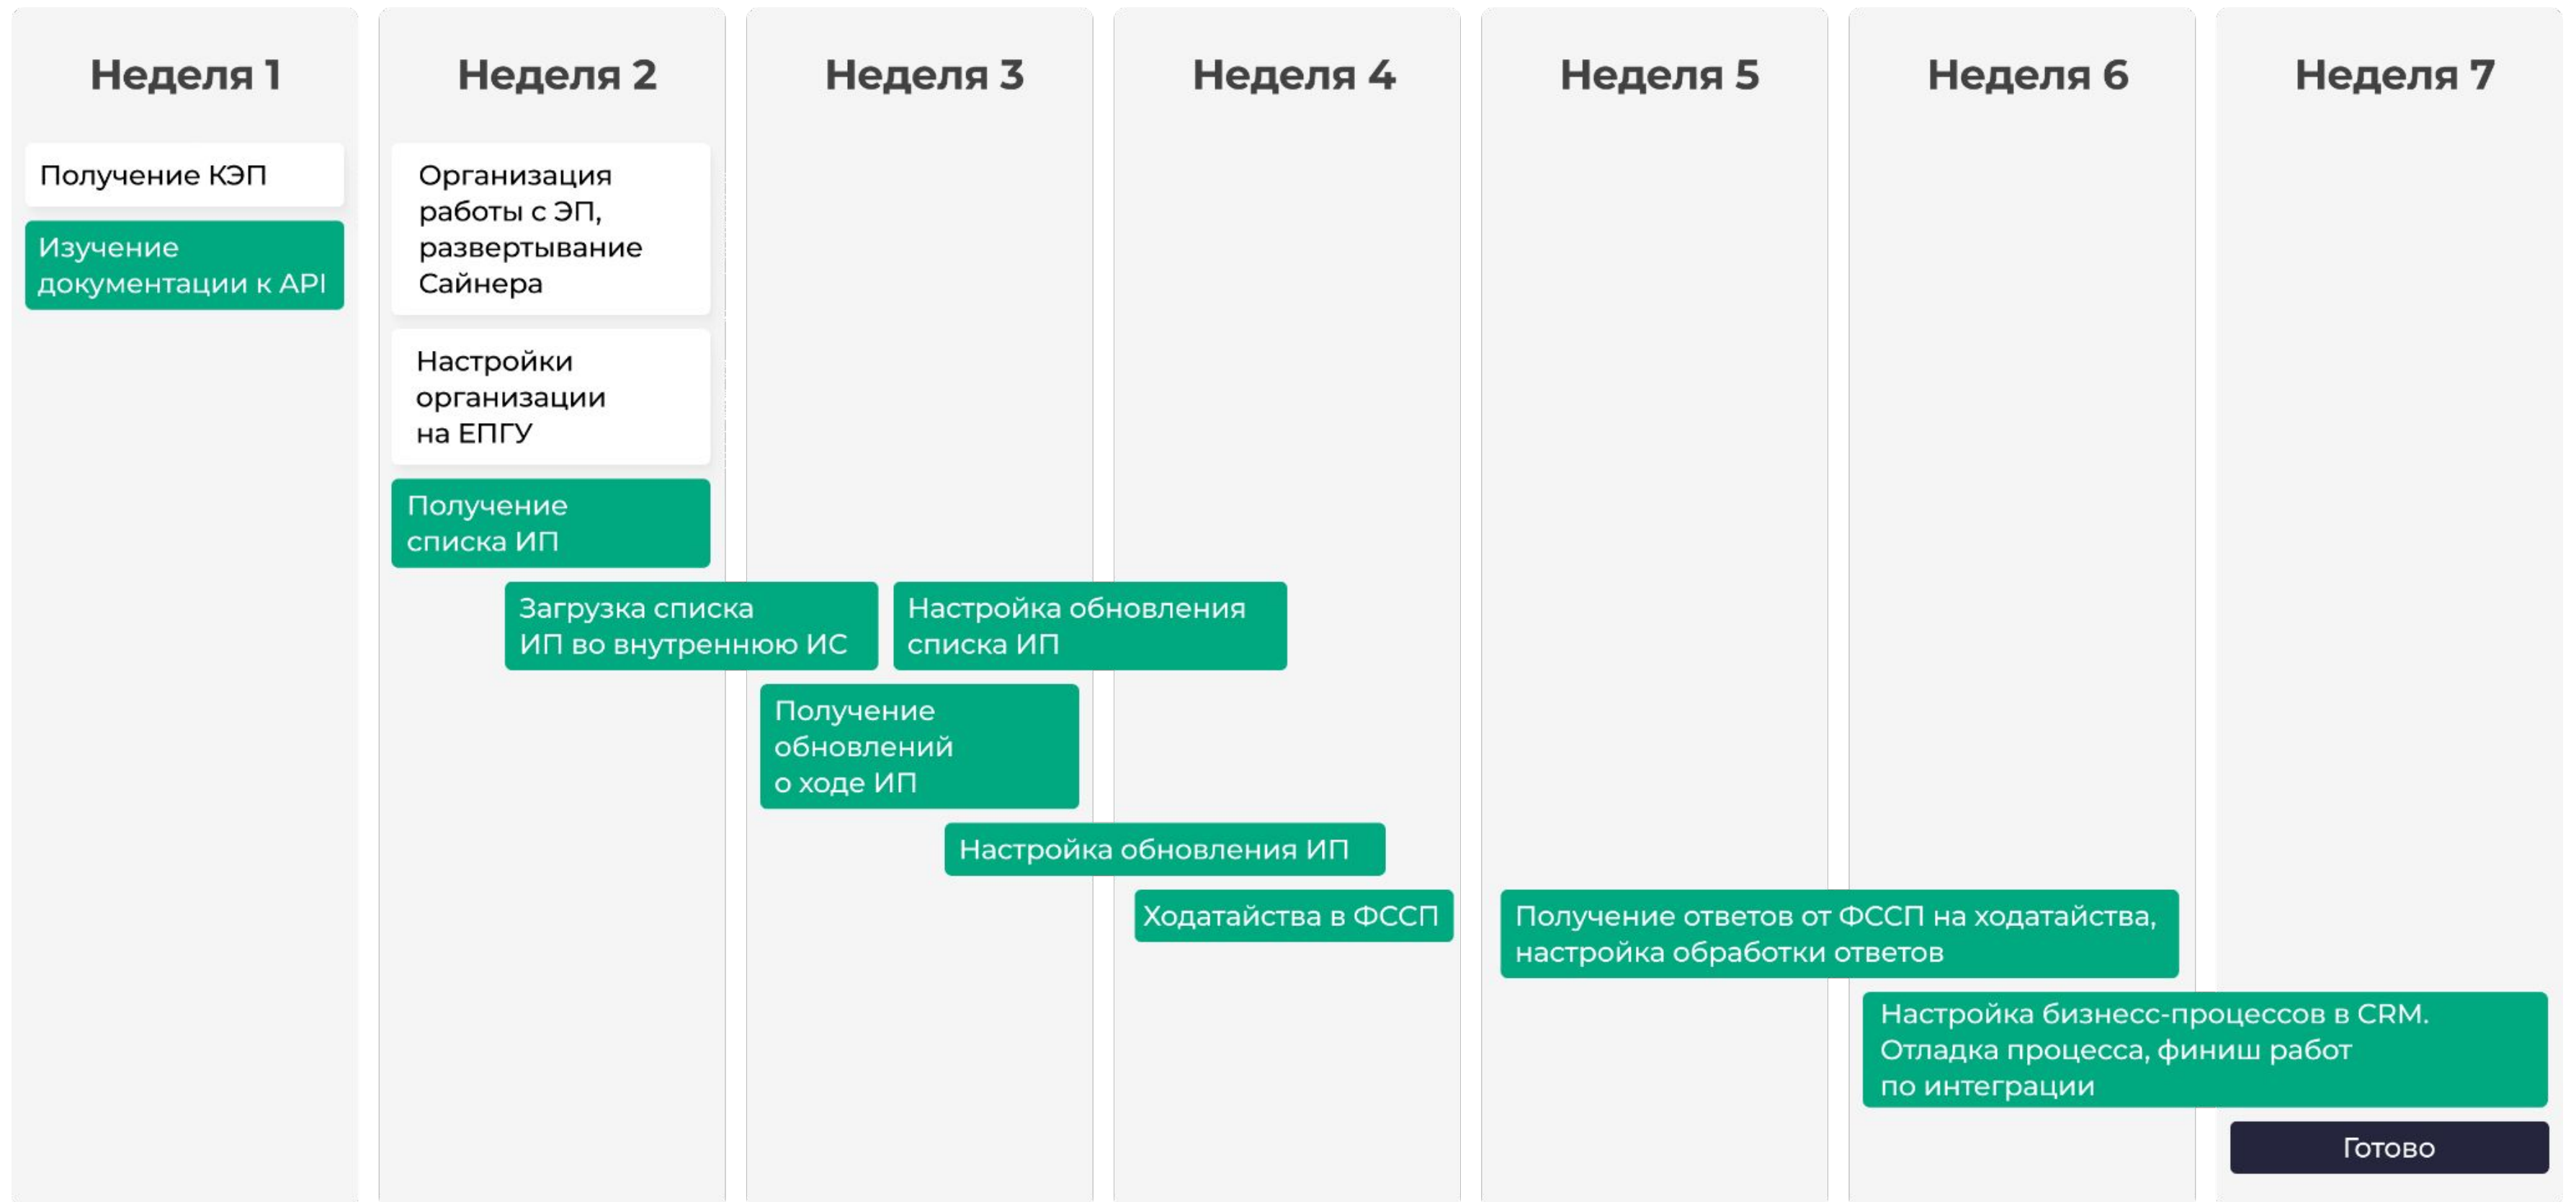 Неделя 1
Неделя 2
Неделя 3
Неделя 4
Неделя 5
Неделя 6
Неделя 7
Получение КЭП
Изучение
документации к API
Организация
работы с ЭП,
развертывание
Сайнера
Настройки
организации
на ЕПГУ
Получение
списка ИП
Загрузка списка
ИП во внутреннюю ИС
Настройка обновления
списка ИП
Получение
обновлений
о ходе ИП
Настройка обновления ИП
Ходатайства в ФССП
Получение ответов от ФССП на ходатайства,
настройка обработки ответов
Настройка бизнесс-процессов в CRM.
Отладка процесса, финиш работ
по интеграции
Готово